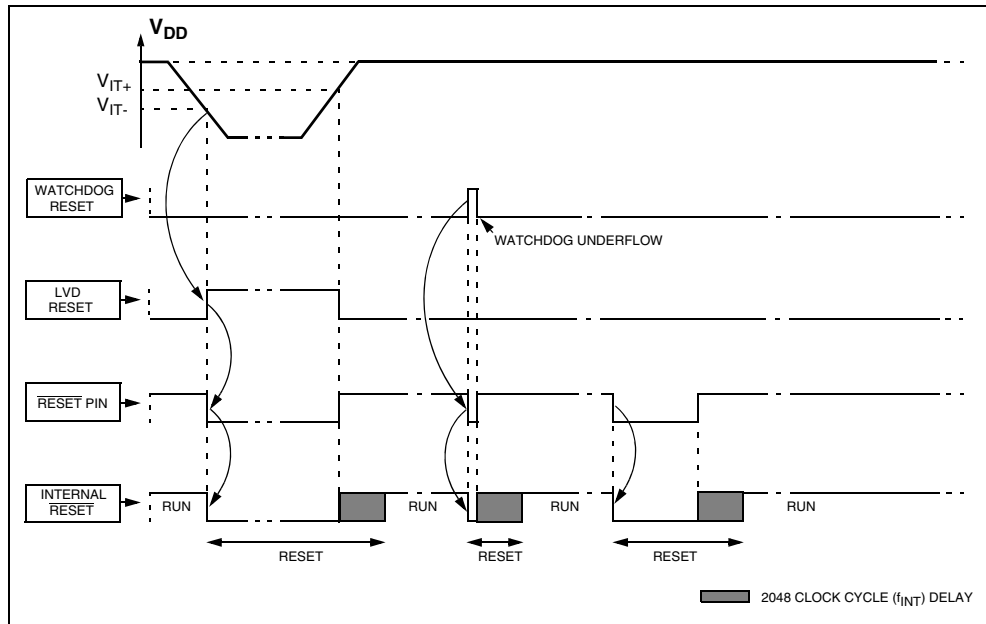 VDD
VIT+
VIT-
WATCHDOG
RESET
WATCHDOG UNDERFLOW
LVD
RESET
RESET PIN
INTERNAL
RESET
RUN
RUN
RUN
RUN
RESET
RESET
RESET
2048 CLOCK CYCLE (fINT) DELAY